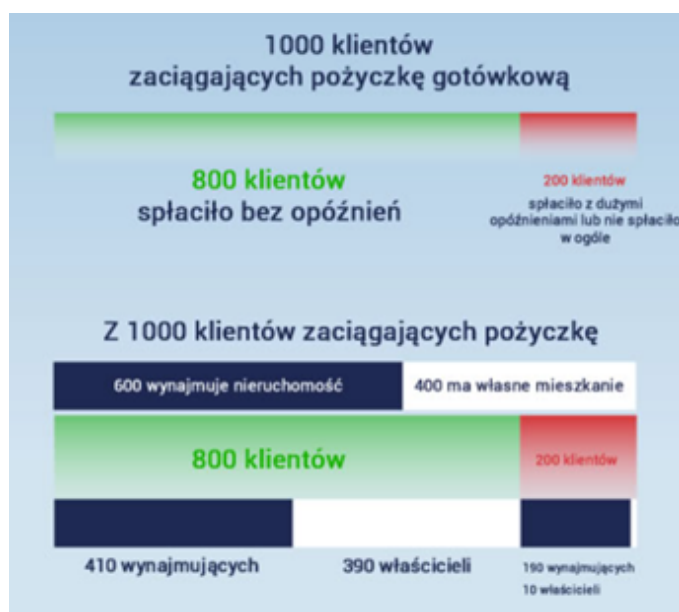 1000 klientów
zaciągających pożyczkę gotówkową
800 klientów
spłaciło bez opóźnień
200 klientów
spłaciło z dużymi
opóźnieniami lub nie spłaciło
w ogóle
Z 1000 klientów zaciągających pożyczkę
600 wynajmuje nieruchomość
400 ma własne mieszkanie
800 klientów
200 klientów
410 wynajmujących
390 właścicieli
190 wynajmujących
10 właścicieli